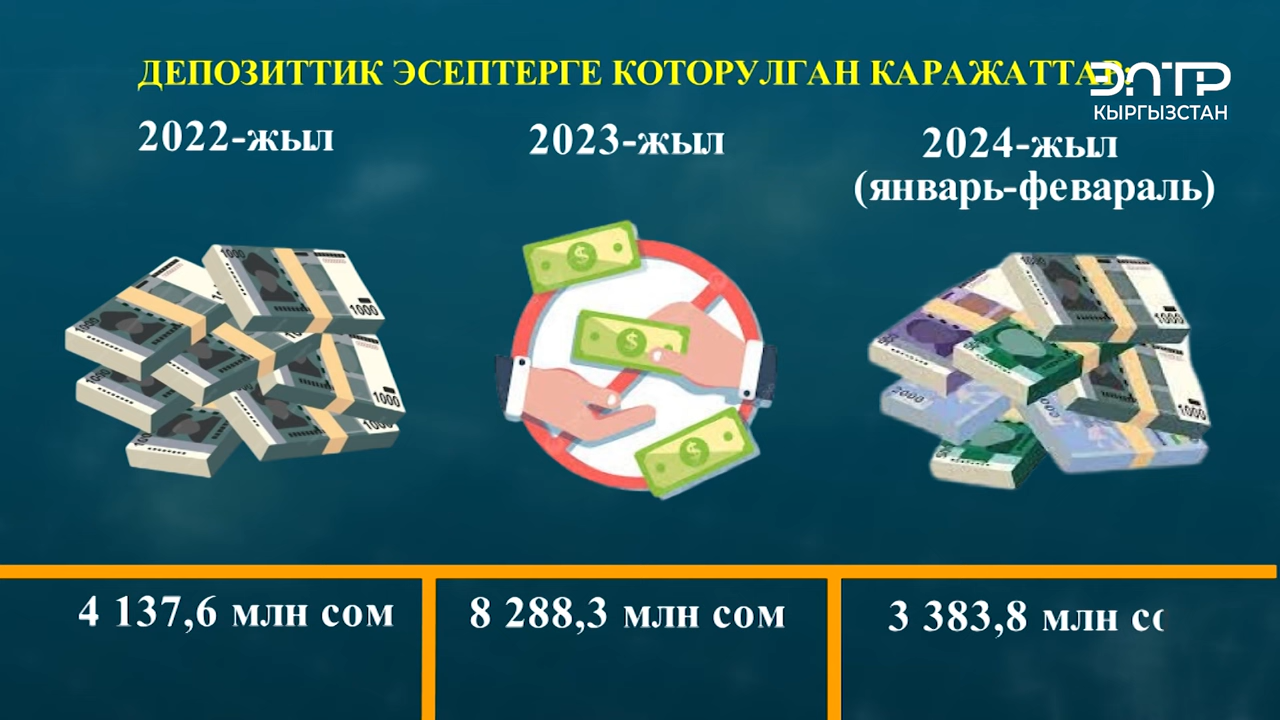 ДЕПОЗИТТИК ЭСЕПТЕРГЕ КОТОРУЛГАН КАРАЖАТТАР
ЭЛТР
КЫРГЫЗСТАН
2022-жыл
2023-жыл
2024-жыл
(январь-февараль)
4 137,6 млн сом
8 288,3 млн сом
3 383,8 млн